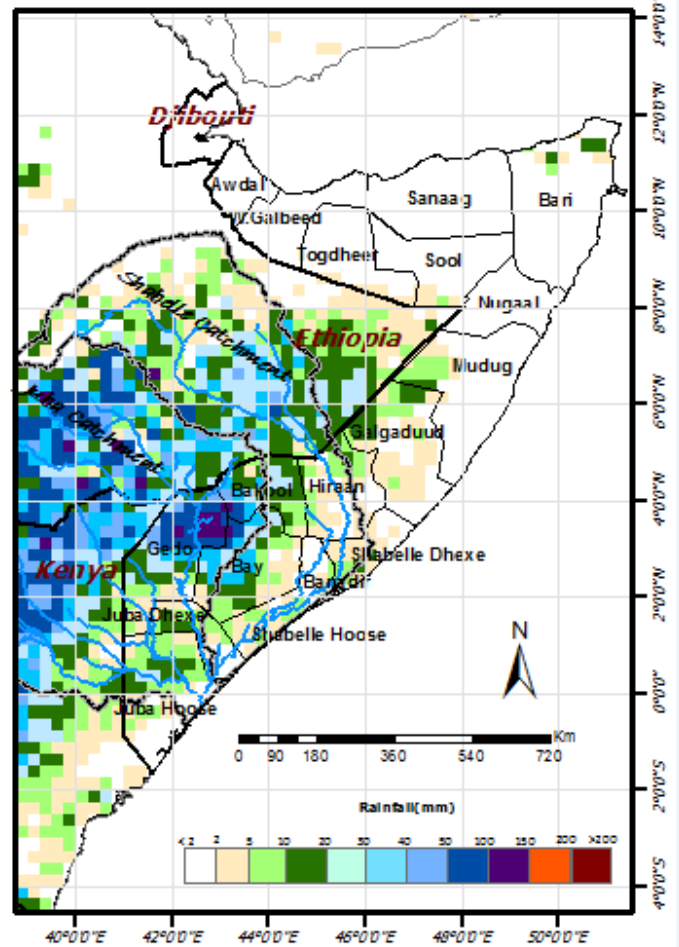 Djibouti
Awdal
W.Galbeed
Sanaag
Bari
Togdheer
Sool
Nugaal
Shabelle Catchment
Ethiopia
Mudug
Juba Catchment
Galgaduud
Bakool
Hiraan
Gedo
Shabelle Dhexe
Kenya
Bay
Banadir
Juba Dhexe
Shabelle Hoose
Juba Hoose
N
Km
0 90 180 360 540 720
Rainfall(mm)
< 2 2 5 10 20 30 40 50 100 150 200 >200
14°0'0"N
12°0'0"N
10°0'0"N
8°0'0"N
6°0'0"N
4°0'0"N
2°0'0"N
0°0'0"
2°0'0"S
4°0'0"S
40°0'0"E 42°0'0"E 44°0'0"E 46°0'0"E 48°0'0"E 50°0'0"E